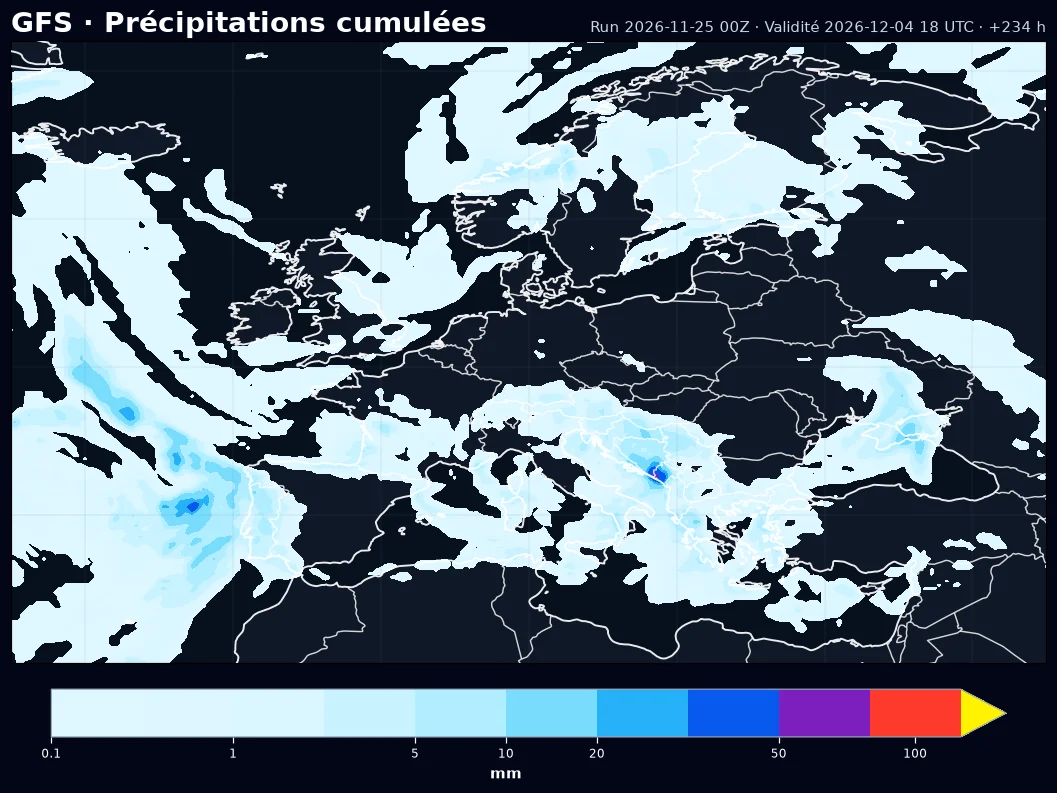 GFS · Précipitations cumulées
Run 2026-11-25 00Z · Validité 2026-12-04 18 UTC · +234 h
0.1 1 5 10 20 50 100
mm